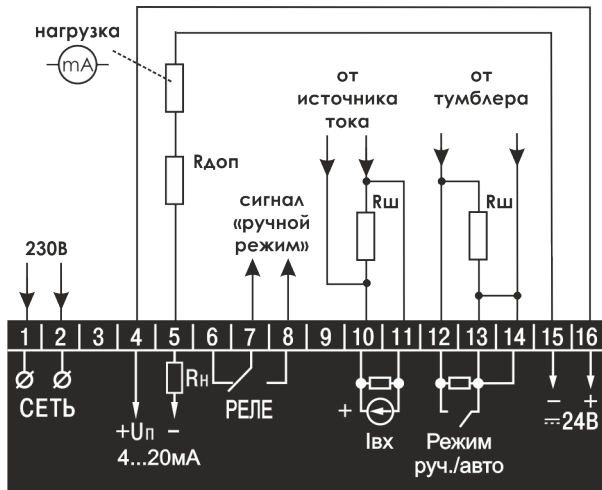 нагрузка
mA
от
источника
тока
от
тумблера
Rдоп
сигнал
«ручной
режим»
Rш
Rш
230В
1 2 3 4 5 6 7 8 9 10 11 12 13 14 15 16
СЕТЬ
+Uп –
4...20мА
Rн
РЕЛЕ
+
Iвх
Режим
руч./авто
– +
24В